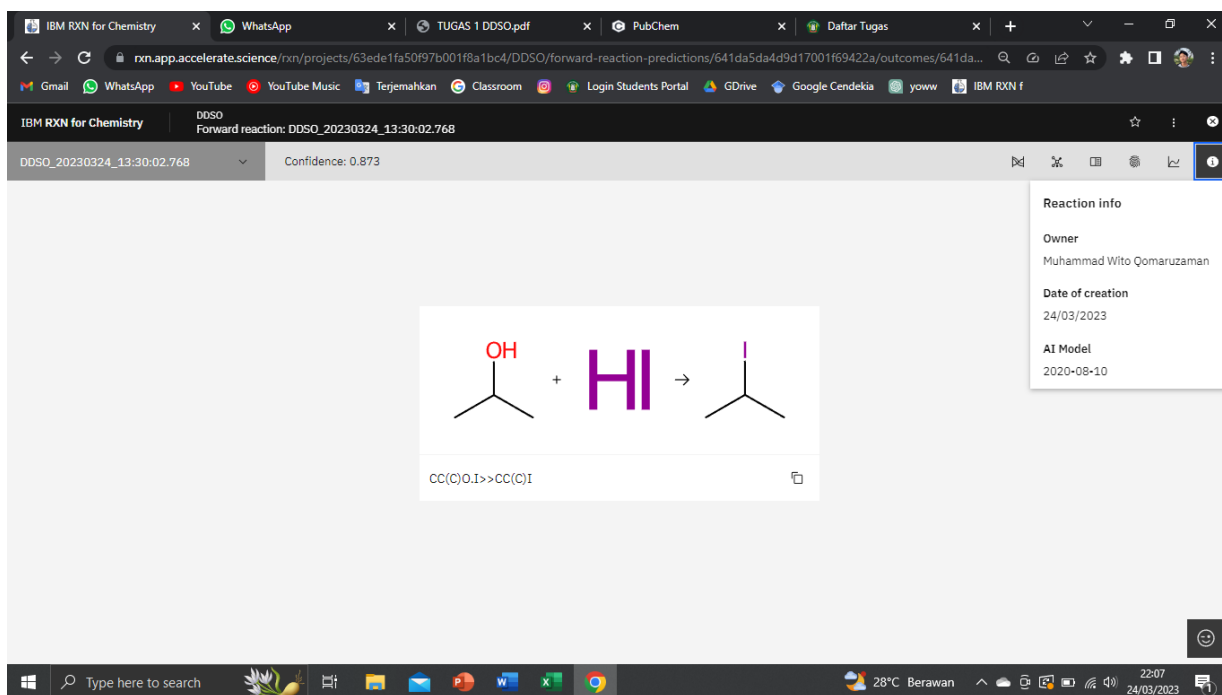 IBM RXN for Chemistry
WhatsApp
TUGAS 1 DDSO.pdf
PubChem
Daftar Tugas
rxn.app.accelerate.science/rxn/projects/63ede1fa50f97b001f8a1bc4/DDSO/forward-reaction-predictions/641da5da4d9d17001f69422a/outcomes/641da...
Gmail WhatsApp YouTube YouTube Music Terjemahkan Classroom Login Students Portal GDrive Google Cendekia yoww IBM RXN f
IBM RXN for Chemistry
DDSO
Forward reaction: DDSO_20230324_13:30:02.768
DDSO_20230324_13:30:02.768
Confidence: 0.873
Reaction info
Owner
Muhammad Wito Qomaruzaman
Date of creation
24/03/2023
AI Model
2020-08-10
OH
+
HI
→
I
CC(C)O.I>>CC(C)I
Type here to search
28°C Berawan
22:07
24/03/2023